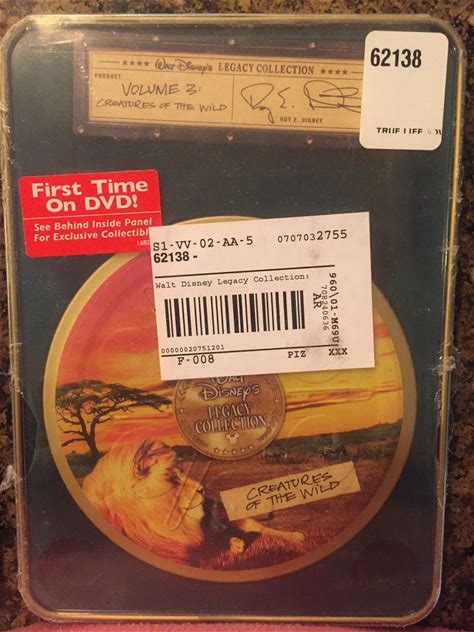 ★★★★ WALT DISNEY'S LEGACY COLLECTION ★★★★
PRODUCT:
VOLUME 3:
CREATURES OF THE WILD
ROY E. DISNEY
62138
TRUE LIFE
First Time
On DVD!
See Behind Inside Panel
For Exclusive Collectible
S1-VV-02-AA-5 0707032755
62138-
Walt Disney Legacy Collection:
00000020751201
F-008 PIZ XXX
AR
708240636
WALT
DISNEY'S
LEGACY
COLLECTION
CREATURES
OF THE WILD